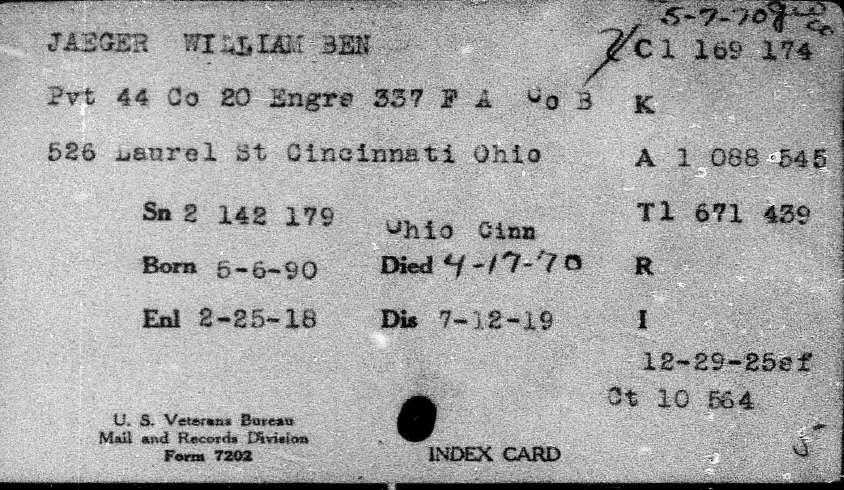 5-7-70
JAEGER WILLIAM BEN C1 169 174
Pvt 44 Co 20 Engrs 337 F A Co B K
526 Laurel St Cincinnati Ohio A 1 088 545
Sn 2 142 179 Ohio Cinn T1 671 439
Born 5-6-90 Died 4-17-70 R
Enl 2-25-18 Dis 7-12-19 I
12-29-25ef
Ct 10 564
U. S. Veterans Bureau
Mail and Records Division
Form 7202
INDEX CARD